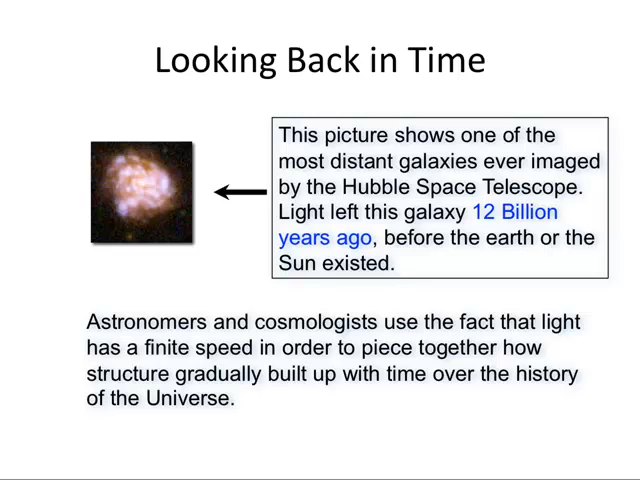 Looking Back in Time
This picture shows one of the
most distant galaxies ever imaged
by the Hubble Space Telescope.
Light left this galaxy 12 Billion
years ago, before the earth or the
Sun existed.
Astronomers and cosmologists use the fact that light
has a finite speed in order to piece together how
structure gradually built up with time over the history
of the Universe.